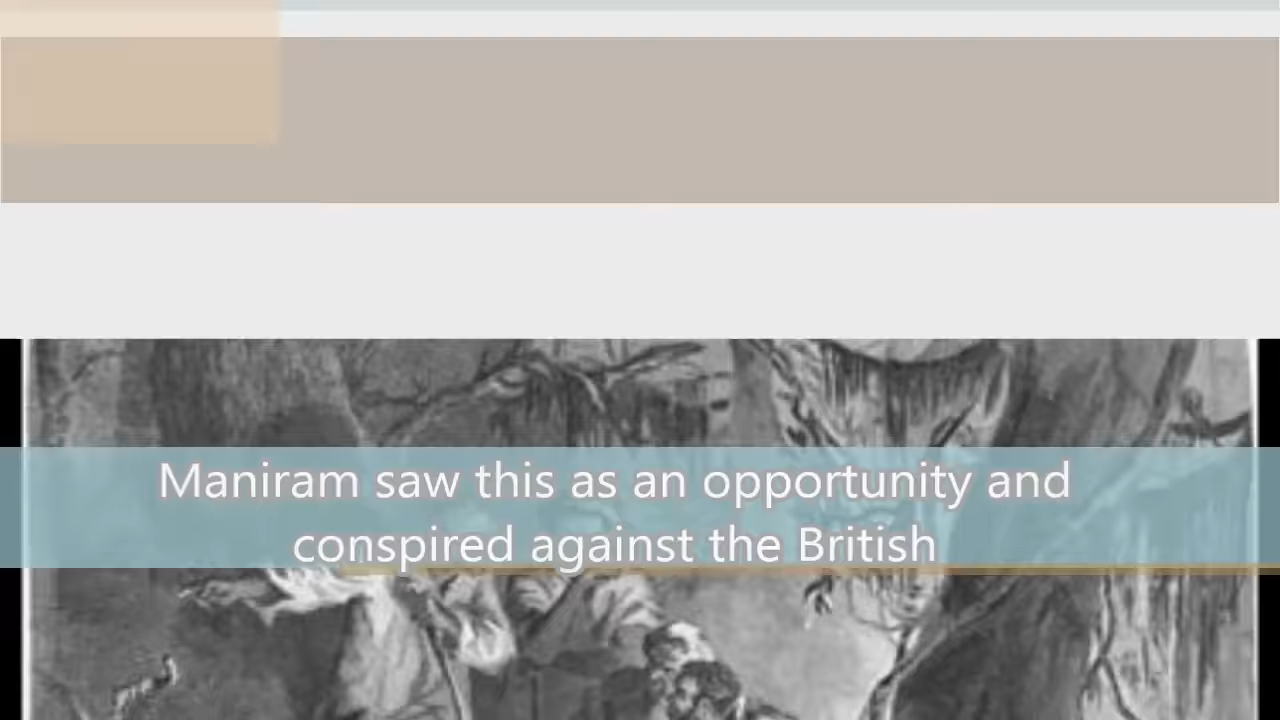 Maniram saw this as an opportunity and
conspired against the British